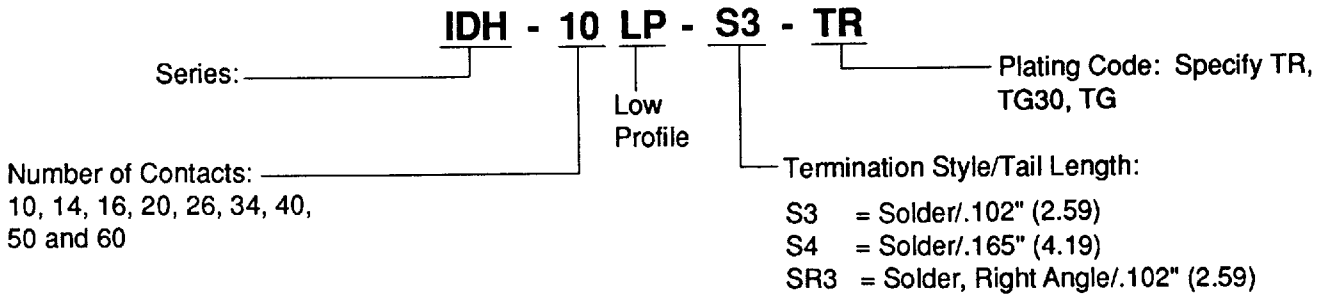 IDH - 10 LP - S3 - TR
Series:
Plating Code: Specify TR,
TG30, TG
Low
Profile
Number of Contacts:
10, 14, 16, 20, 26, 34, 40,
50 and 60
Termination Style/Tail Length:
S3 = Solder/.102" (2.59)
S4 = Solder/.165" (4.19)
SR3 = Solder, Right Angle/.102" (2.59)